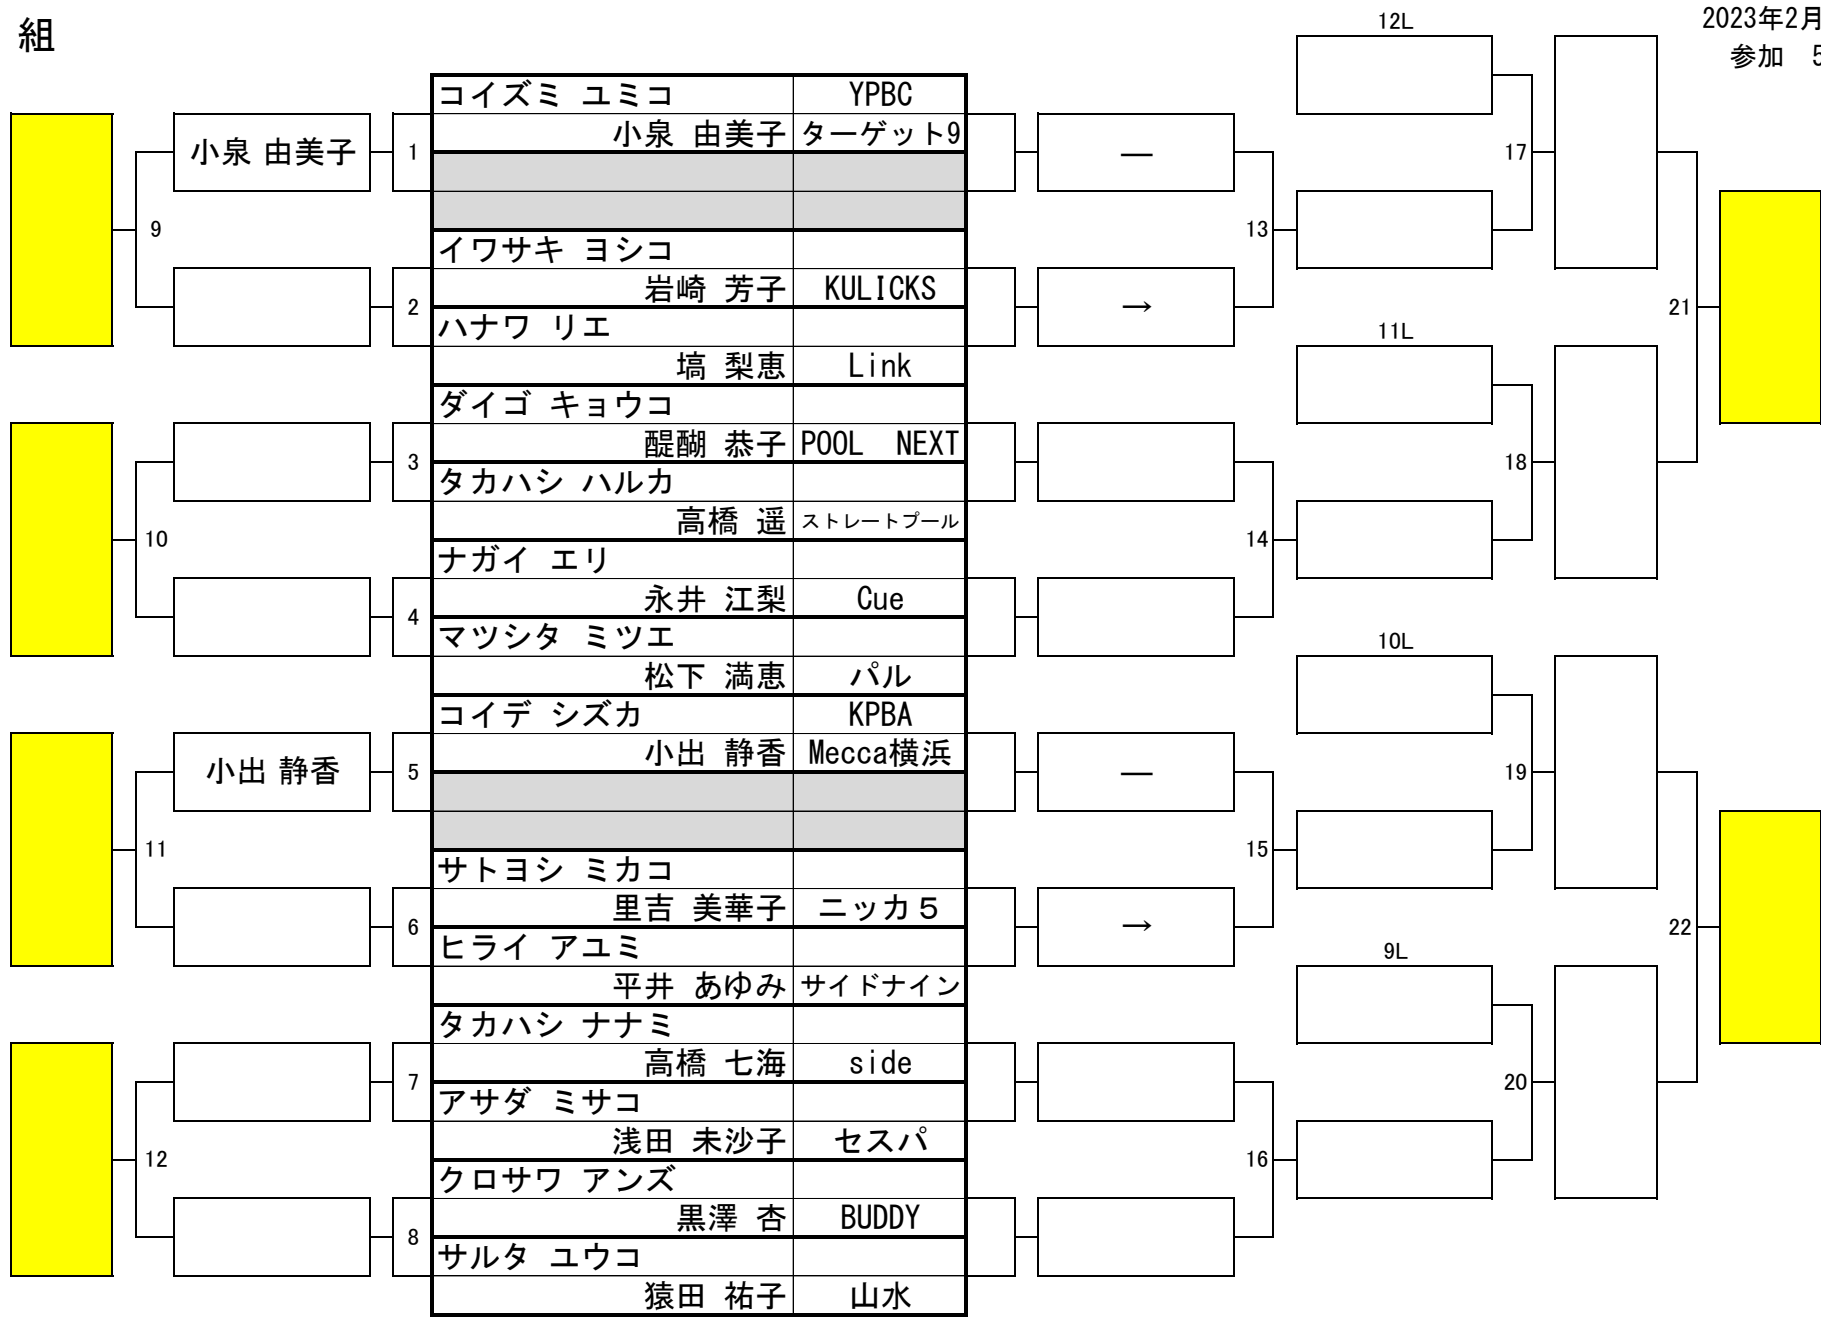 組
2023年2月
参加　5
コイズミ ユミコ YPBC
小泉 由美子 ターゲット9
イワサキ ヨシコ
岩崎 芳子 KULICKS
ハナワ リエ
塙 梨恵 Link
ダイゴ キョウコ
醍醐 恭子 POOL　NEXT
タカハシ ハルカ
高橋 遥 ストレートプール
ナガイ エリ
永井 江梨 Cue
マツシタ ミツエ
松下 満恵 パル
コイデ シズカ KPBA
小出 静香 Mecca横浜
サトヨシ ミカコ
里吉 美華子 ニッカ５
ヒライ アユミ
平井 あゆみ サイドナイン
タカハシ ナナミ
高橋 七海 side
アサダ ミサコ
浅田 未沙子 セスパ
クロサワ アンズ
黒澤 杏 BUDDY
サルタ ユウコ
猿田 祐子 山水
小泉 由美子
小出 静香
1
2
3
4
5
6
7
8
9
10
11
12
―
→
―
→
13
14
15
16
12L
11L
10L
9L
17
18
19
20
21
22